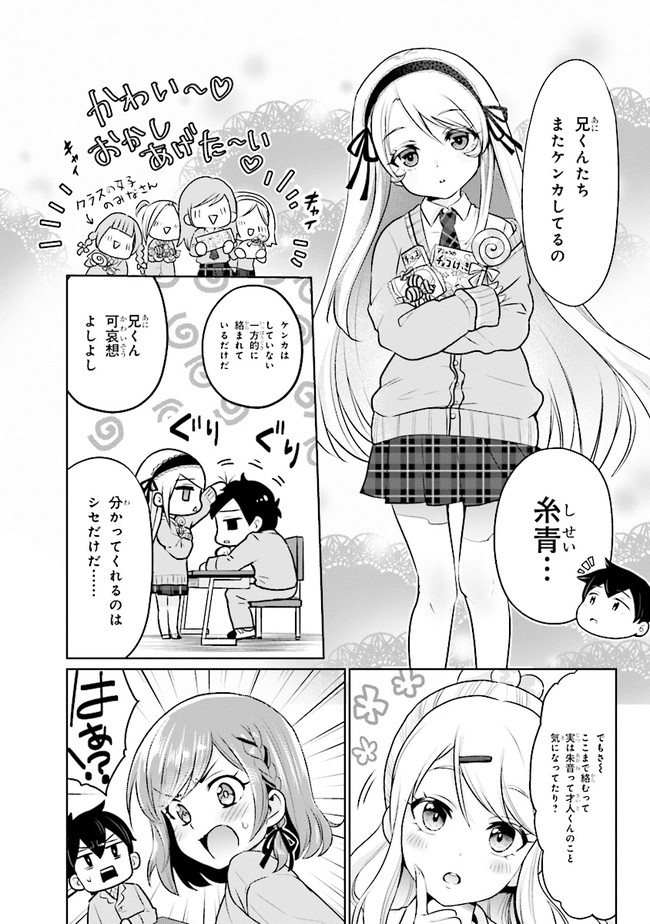 兄くんたち
またケンカしてるの
かわい〜♡
おかし
あげた〜い♡
クラスの女子
のみなさん
キャイ
キャイ
糸青…
ケンカは
していない
一方的に
絡まれて
いるだけだ
兄くん
可哀想
よしよし
ぐり
ぐり
分かってくれるのは
シセだけだ……
でもさ〜
ここまで絡むって
実は朱音って才人くんのこと
気になってたり?
はあ!?